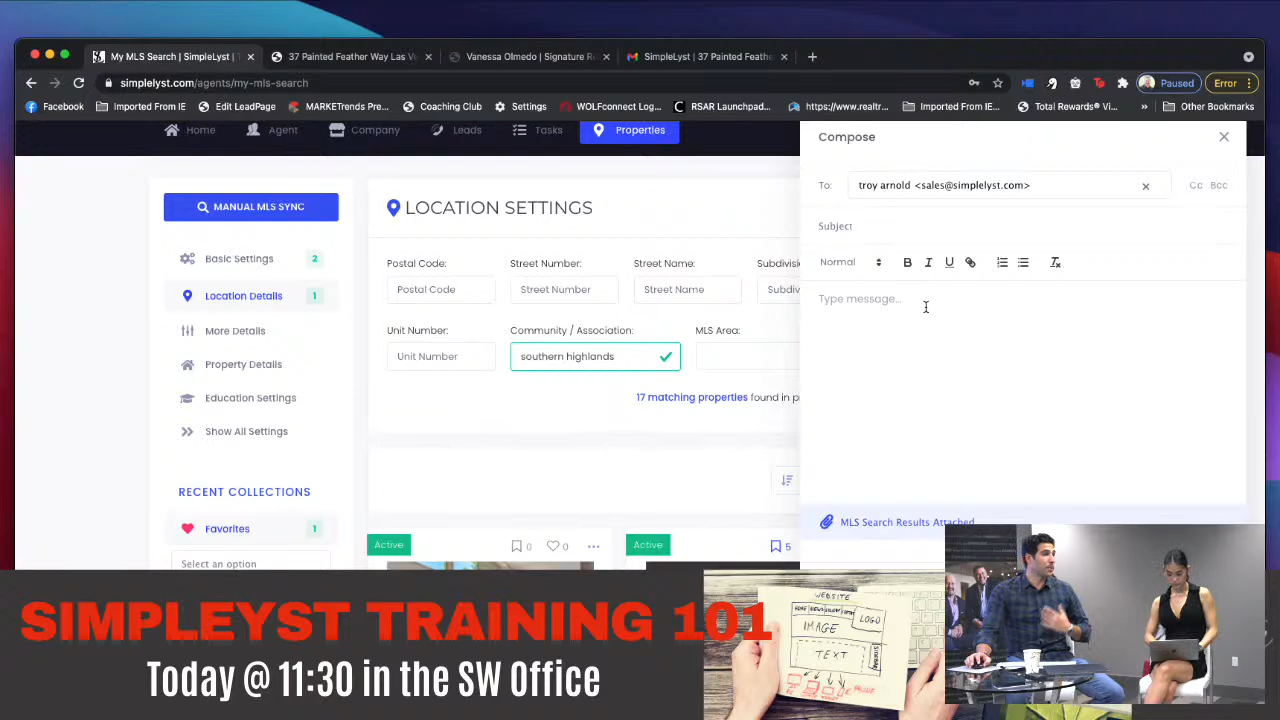 My MLS Search | SimpleLyst | T
37 Painted Feather Way Las Ve
Vanessa Olmedo | Signature Re
SimpleLyst | 37 Painted Feathe
simplelyst.com/agents/my-mls-search
Paused
Error
Facebook
Imported From IE
Edit LeadPage
MARKETrends Pre...
Coaching Club
Settings
WOLFconnect Log...
RSAR Launchpad...
https://www.realtr...
Imported From IE...
Total Rewards® Vi...
Other Bookmarks
Home
Agent
Company
Leads
Tasks
Properties
MANUAL MLS SYNC
Basic Settings 2
Location Details 1
More Details
Property Details
Education Settings
Show All Settings
RECENT COLLECTIONS
Favorites 1
Select an option
LOCATION SETTINGS
Postal Code:
Street Number:
Street Name:
Subdivisi
Postal Code
Street Number
Street Name
Subdiv
Unit Number:
Community / Association:
MLS Area:
Unit Number
southern highlands
17 matching properties found in p
Active
0
0
Active
5
Compose
To:
troy arnold <sales@simplelyst.com>
Cc Bcc
Subject
Normal
B I U
Type message...
MLS Search Results Attached
SIMPLEYST TRAINING 101
Today @ 11:30 in the SW Office
WEBSITE
IMAGE
LOGO
TEXT